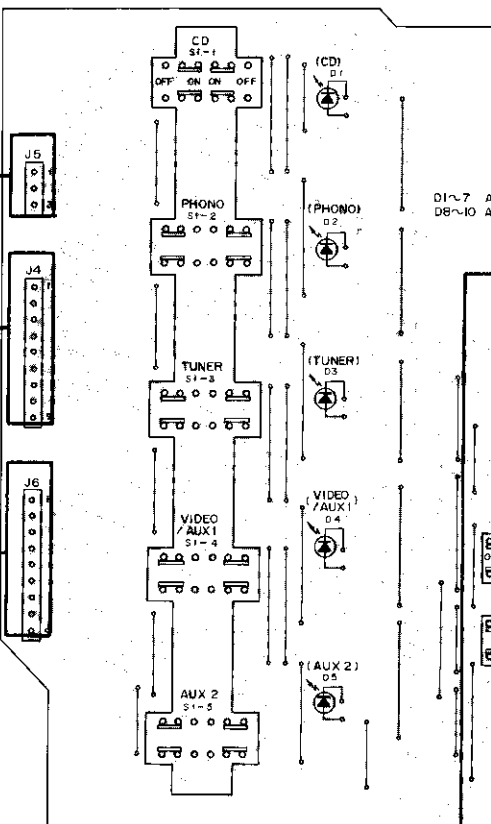 CD
S1-1
OFF ON ON OFF
(CD)
D1
J5
D1~7 A
D8~10 A
PHONO
S1-2
(PHONO)
D2
J4
1
TUNER
S1-3
(TUNER)
D3
J6
VIDEO
/AUX1
S1-4
(VIDEO
/AUX1)
D4
AUX 2
S1-5
(AUX 2)
D5